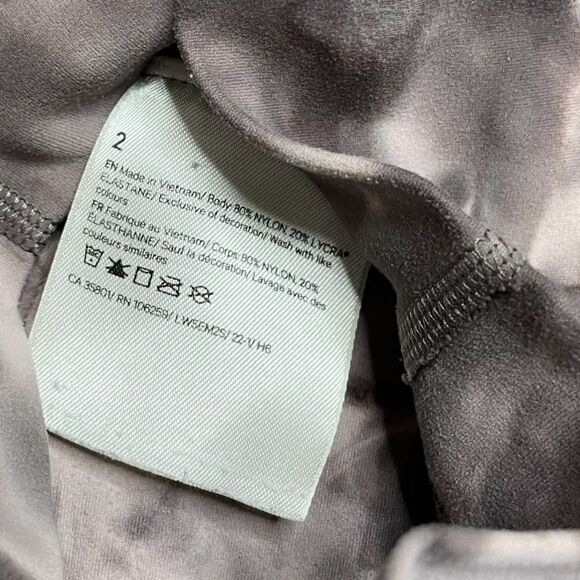 2
EN Made in Vietnam/ Body 80% NYLON, 20% LYCRA®
ELASTANE/ Exclusive of decoration/ Wash with like
colours
FR Fabriqué au Vietnam/ Corps: 80% NYLON, 20%
ÉLASTHANNE/ Sauf la décoration/ Lavage avec des
couleurs similaires
CA 35801/ RN 106259/ LW5EM2S/ 22-1/ H6